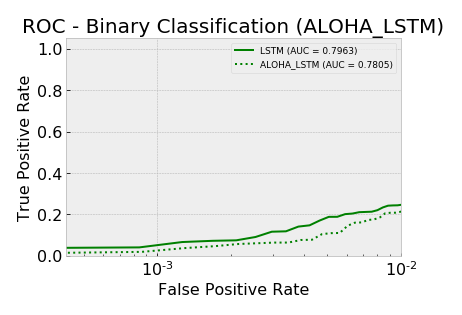 ROC - Binary Classification (ALOHA_LSTM)
LSTM (AUC = 0.7963)
ALOHA_LSTM (AUC = 0.7805)
True Positive Rate
1.0
0.8
0.6
0.4
0.2
0.0
10⁻³
10⁻²
False Positive Rate